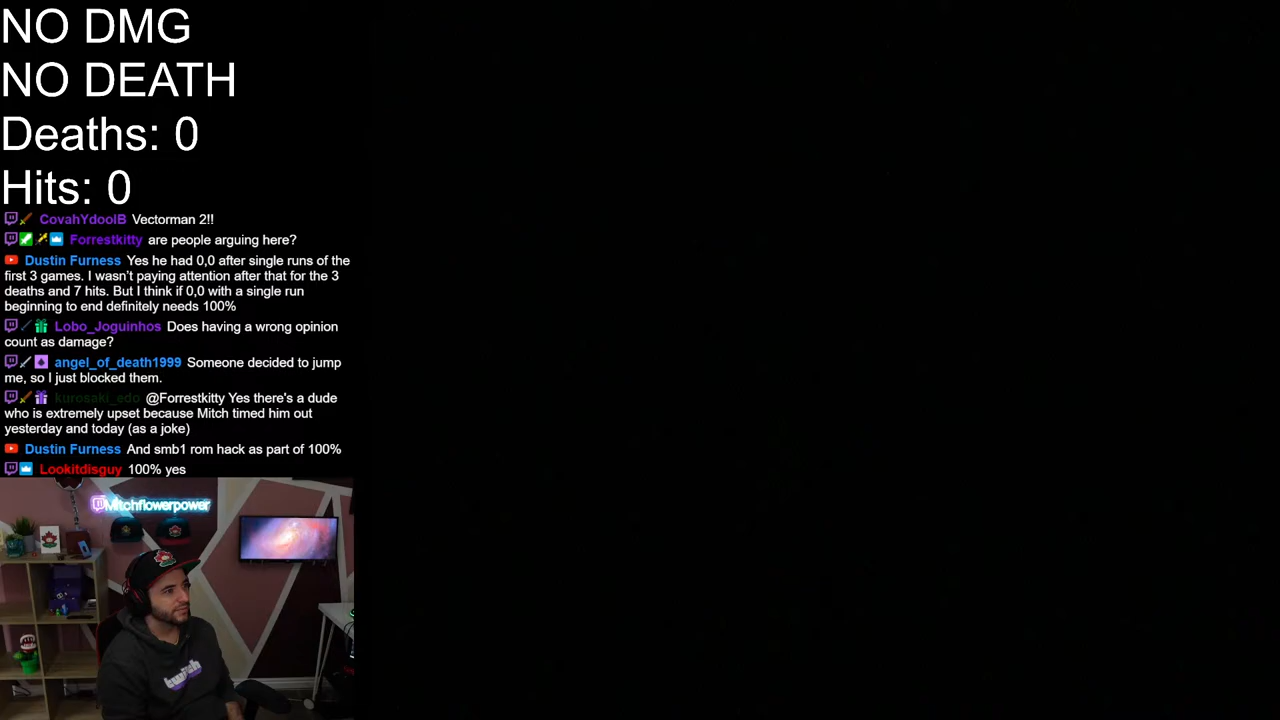 NO DMG
NO DEATH
Deaths: 0
Hits: 0
CovahYdoolB Vectorman 2!!
Forrestkitty are people arguing here?
Dustin Furness Yes he had 0,0 after single runs of the
first 3 games. I wasn't paying attention after that for the 3
deaths and 7 hits. But I think if 0,0 with a single run
beginning to end definitely needs 100%
Lobo_Joguinhos Does having a wrong opinion
count as damage?
angel_of_death1999 Someone decided to jump
me, so I just blocked them.
kurosaki_edo @Forrestkitty Yes there's a dude
who is extremely upset because Mitch timed him out
yesterday and today (as a joke)
Dustin Furness And smb1 rom hack as part of 100%
Lookitdisguy 100% yes
Mitchflowerpower
twitch